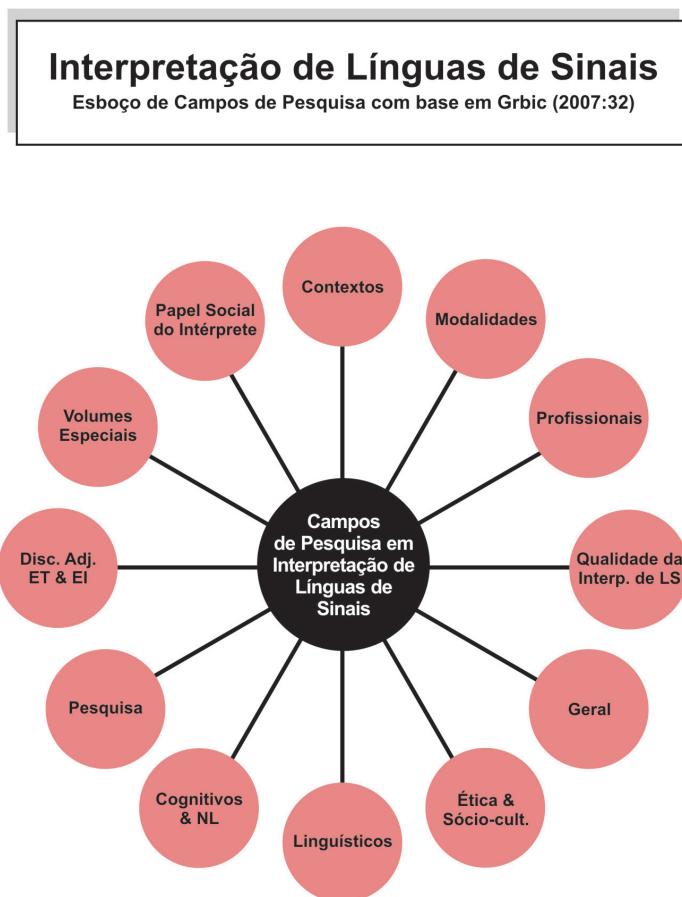 Interpretação de Línguas de Sinais
Esboço de Campos de Pesquisa com base em Grbic (2007:32)
Contextos
Modalidades
Profissionais
Qualidade da
Interp. de LS
Geral
Ética &
Sócio-cult.
Linguísticos
Cognitivos
& NL
Pesquisa
Disc. Adj.
ET & EI
Volumes
Especiais
Papel Social
do Intérprete
Campos
de Pesquisa em
Interpretação de
Línguas de
Sinais